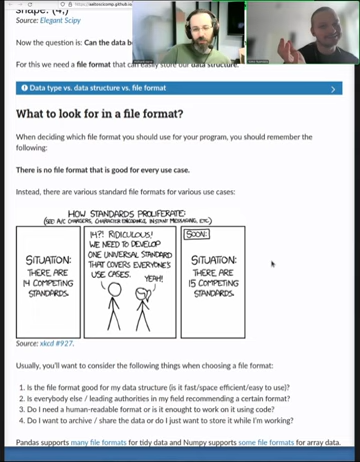 https://aaltoscicomp.github.io
shape: (4,)
Source: Elegant Scipy
Now the question is: Can the data b
For this we need a file format that can easily store our data structure.
Data type vs. data structure vs. file format
What to look for in a file format?
When deciding which file format you should use for your program, you should remember the
following:
There is no file format that is good for every use case.
Instead, there are various standard file formats for various use cases:
HOW STANDARDS PROLIFERATE:
(SEE: A/C CHARGERS, CHARACTER ENCODINGS, INSTANT MESSAGING, ETC)
SITUATION:
THERE ARE
14 COMPETING
STANDARDS.
14?! RIDICULOUS!
WE NEED TO DEVELOP
ONE UNIVERSAL STANDARD
THAT COVERS EVERYONE'S
USE CASES.
YEAH!
SOON:
SITUATION:
THERE ARE
15 COMPETING
STANDARDS.
Source: xkcd #927.
Usually, you'll want to consider the following things when choosing a file format:
1. Is the file format good for my data structure (is it fast/space efficient/easy to use)?
2. Is everybody else / leading authorities in my field recommending a certain format?
3. Do I need a human-readable format or is it enough to work on it using code?
4. Do I want to archive / share the data or do I just want to store it while I'm working?
Pandas supports many file formats for tidy data and Numpy supports some file formats for array data.